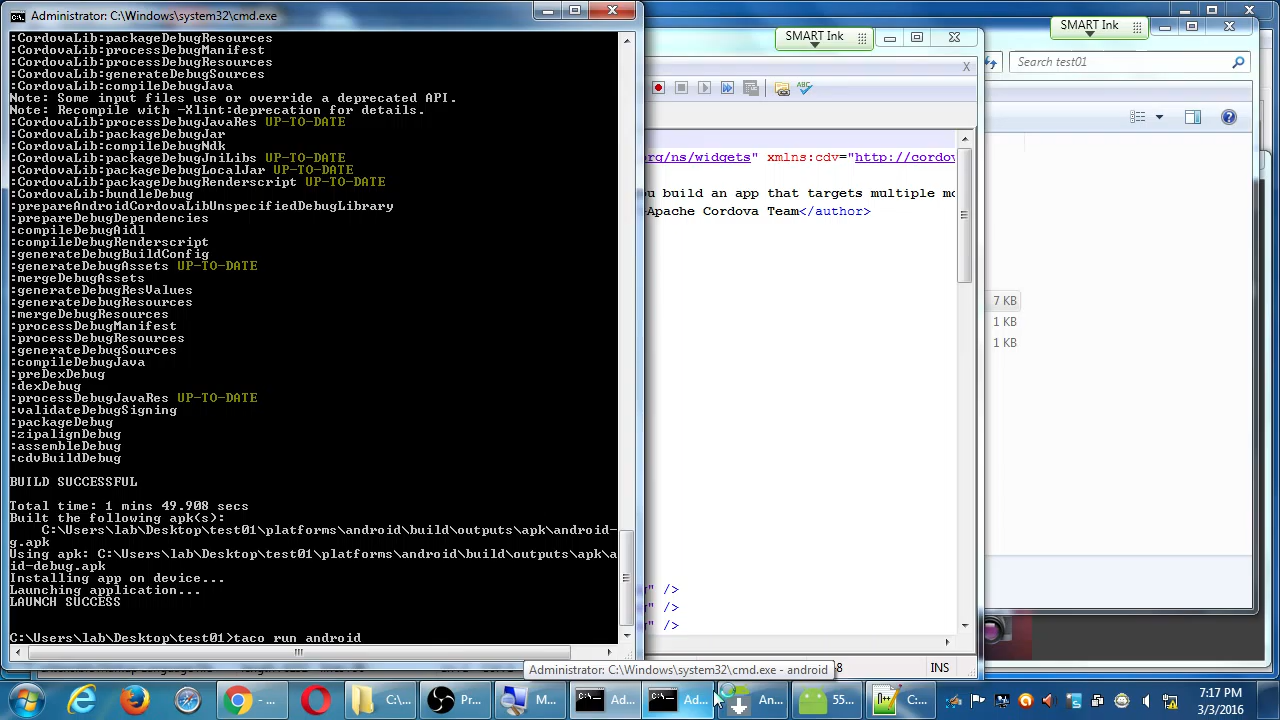 Administrator: C:\Windows\system32\cmd.exe
:CordovaLib:packageDebugResources
:CordovaLib:processDebugManifest
:CordovaLib:processDebugResources
:CordovaLib:generateDebugSources
:CordovaLib:compileDebugJava
Note: Some input files use or override a deprecated API.
Note: Recompile with -Xlint:deprecation for details.
:CordovaLib:processDebugJavaRes UP-TO-DATE
:CordovaLib:packageDebugJar
:CordovaLib:compileDebugNdk
:CordovaLib:packageDebugJniLibs UP-TO-DATE
:CordovaLib:packageDebugLocalJar UP-TO-DATE
:CordovaLib:packageDebugRenderscript UP-TO-DATE
:CordovaLib:bundleDebug
:prepareAndroidCordovaLibUnspecifiedDebugLibrary
:prepareDebugDependencies
:compileDebugAidl
:compileDebugRenderscript
:generateDebugBuildConfig
:generateDebugAssets UP-TO-DATE
:mergeDebugAssets
:generateDebugResValues
:generateDebugResources
:mergeDebugResources
:processDebugManifest
:processDebugResources
:generateDebugSources
:compileDebugJava
:preDexDebug
:dexDebug
:processDebugJavaRes UP-TO-DATE
:validateDebugSigning
:packageDebug
:zipalignDebug
:assembleDebug
:cdvBuildDebug
BUILD SUCCESSFUL
Total time: 1 mins 49.908 secs
Built the following apk(s):
C:\Users\lab\Desktop\test01\platforms\android\build\outputs\apk\android-
g.apk
Using apk: C:\Users\lab\Desktop\test01\platforms\android\build\outputs\apk\a
id-debug.apk
Installing app on device...
Launching application...
LAUNCH SUCCESS
C:\Users\lab\Desktop\test01>taco run android
SMART Ink
org/ns/widgets" xmlns:cdv="http://cordov
ou build an app that targets multiple mo
Apache Cordova Team</author>
" />
" />
" />
8 INS
SMART Ink
Search test01
7 KB
1 KB
1 KB
Administrator: C:\Windows\system32\cmd.exe - android
- ...
C:\...
Pr...
M...
Ad...
Ad...
An...
55...
C:...
7:17 PM
3/3/2016